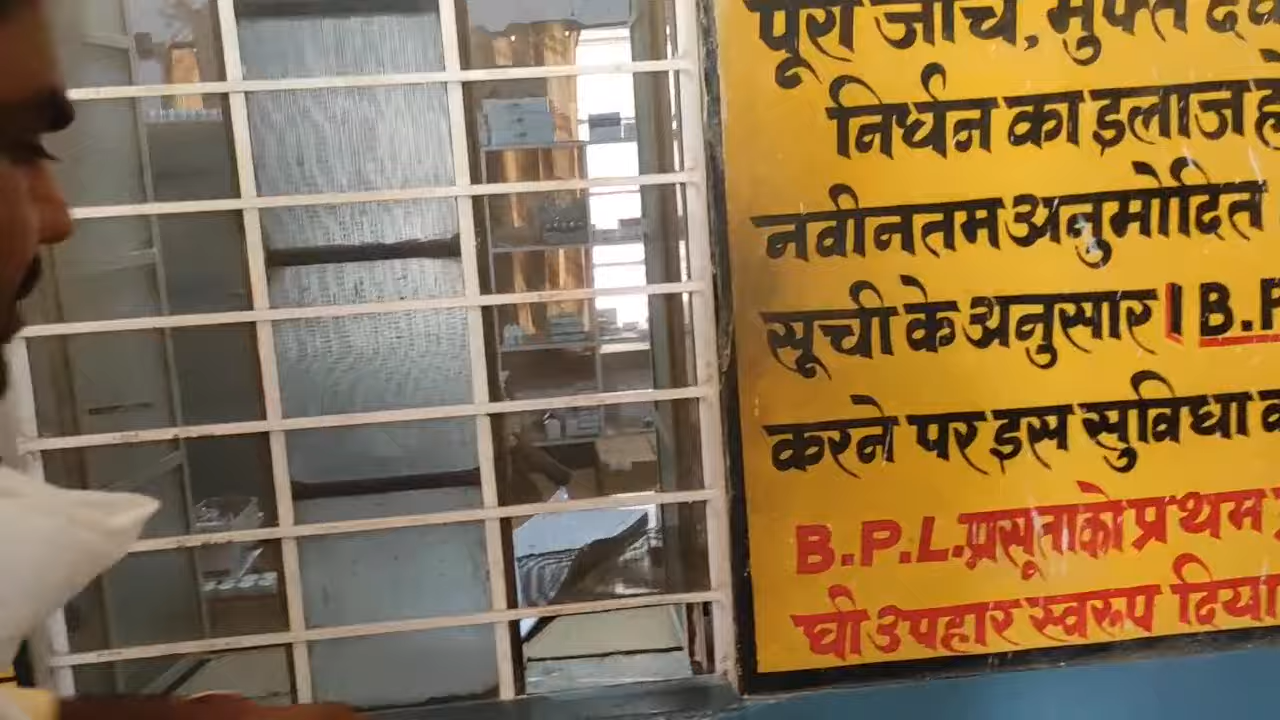 पूरी जांच, मुफ्त
निर्धन का इलाज
नवीनतम अनुमोदित
सूची के अनुसार। B.P
करने पर इस सुविधा
B.P.L. प्रसूता को प्रथम
घी उपहार स्वरूप दिया